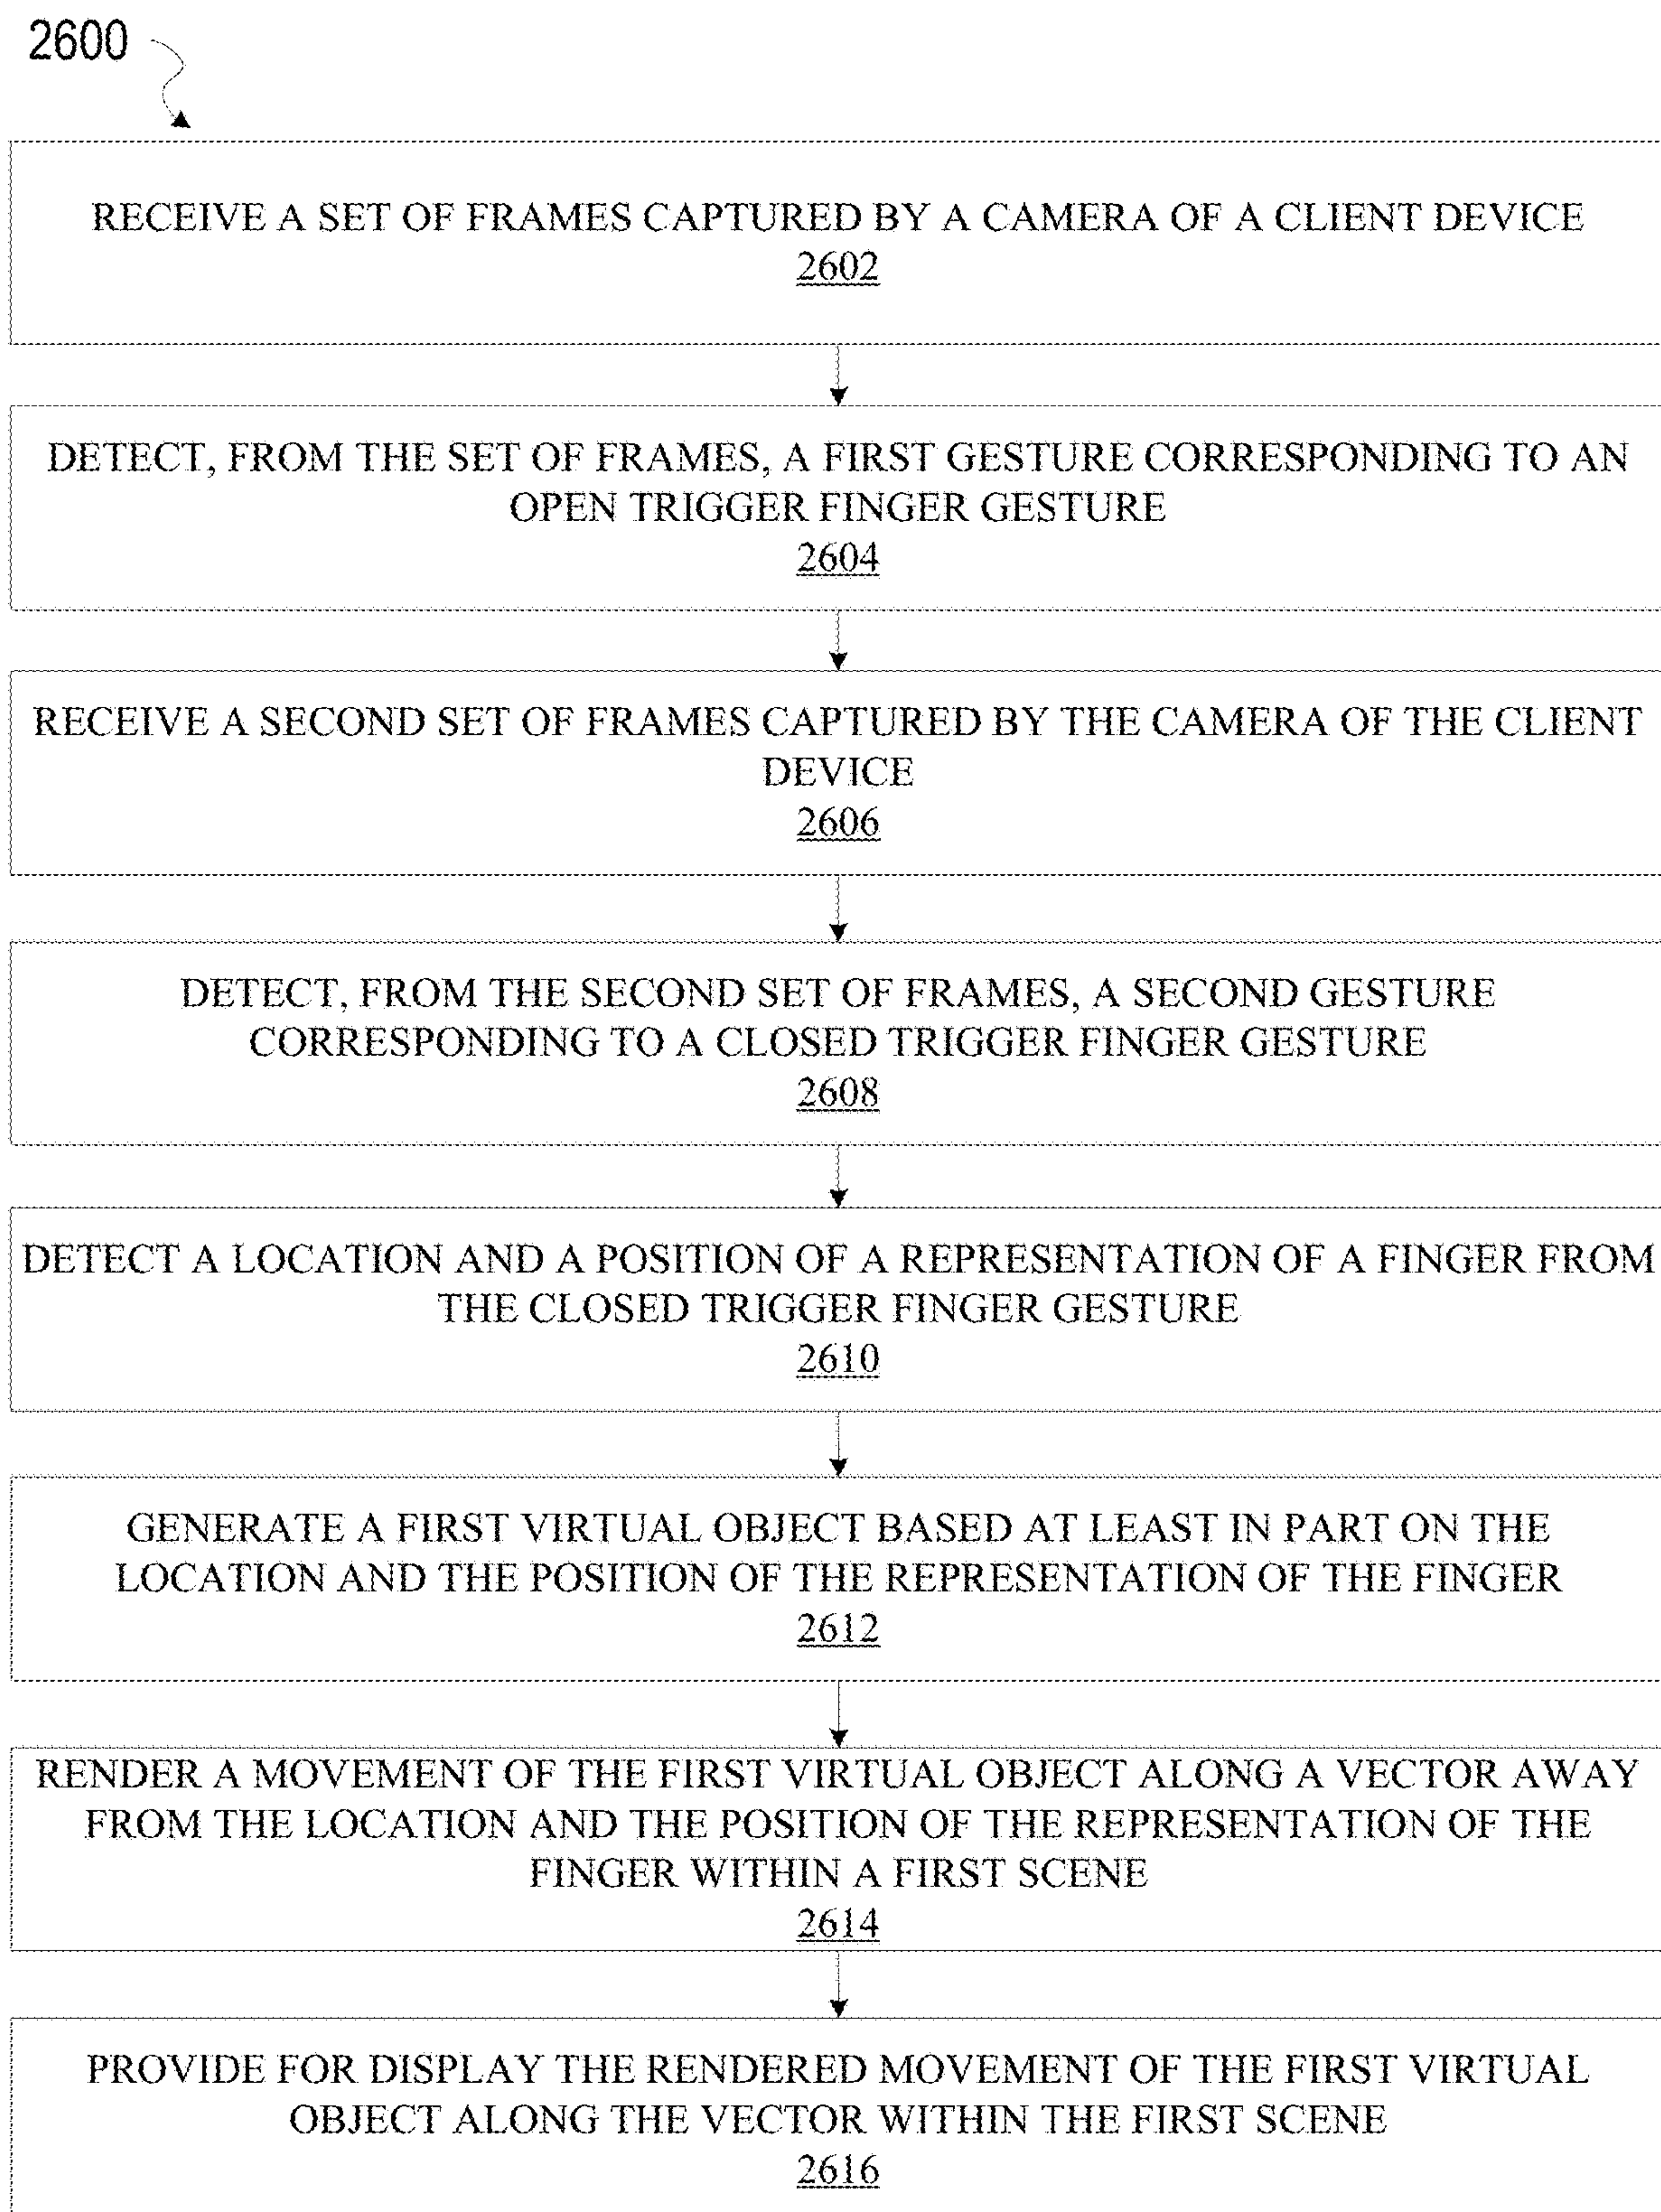 2600
RECEIVE A SET OF FRAMES CAPTURED BY A CAMERA OF A CLIENT DEVICE
2602
DETECT, FROM THE SET OF FRAMES, A FIRST GESTURE CORRESPONDING TO AN
OPEN TRIGGER FINGER GESTURE
2604
RECEIVE A SECOND SET OF FRAMES CAPTURED BY THE CAMERA OF THE CLIENT
DEVICE
2606
DETECT, FROM THE SECOND SET OF FRAMES, A SECOND GESTURE
CORRESPONDING TO A CLOSED TRIGGER FINGER GESTURE
2608
DETECT A LOCATION AND A POSITION OF A REPRESENTATION OF A FINGER FROM
THE CLOSED TRIGGER FINGER GESTURE
2610
GENERATE A FIRST VIRTUAL OBJECT BASED AT LEAST IN PART ON THE
LOCATION AND THE POSITION OF THE REPRESENTATION OF THE FINGER
2612
RENDER A MOVEMENT OF THE FIRST VIRTUAL OBJECT ALONG A VECTOR AWAY
FROM THE LOCATION AND THE POSITION OF THE REPRESENTATION OF THE
FINGER WITHIN A FIRST SCENE
2614
PROVIDE FOR DISPLAY THE RENDERED MOVEMENT OF THE FIRST VIRTUAL
OBJECT ALONG THE VECTOR WITHIN THE FIRST SCENE
2616